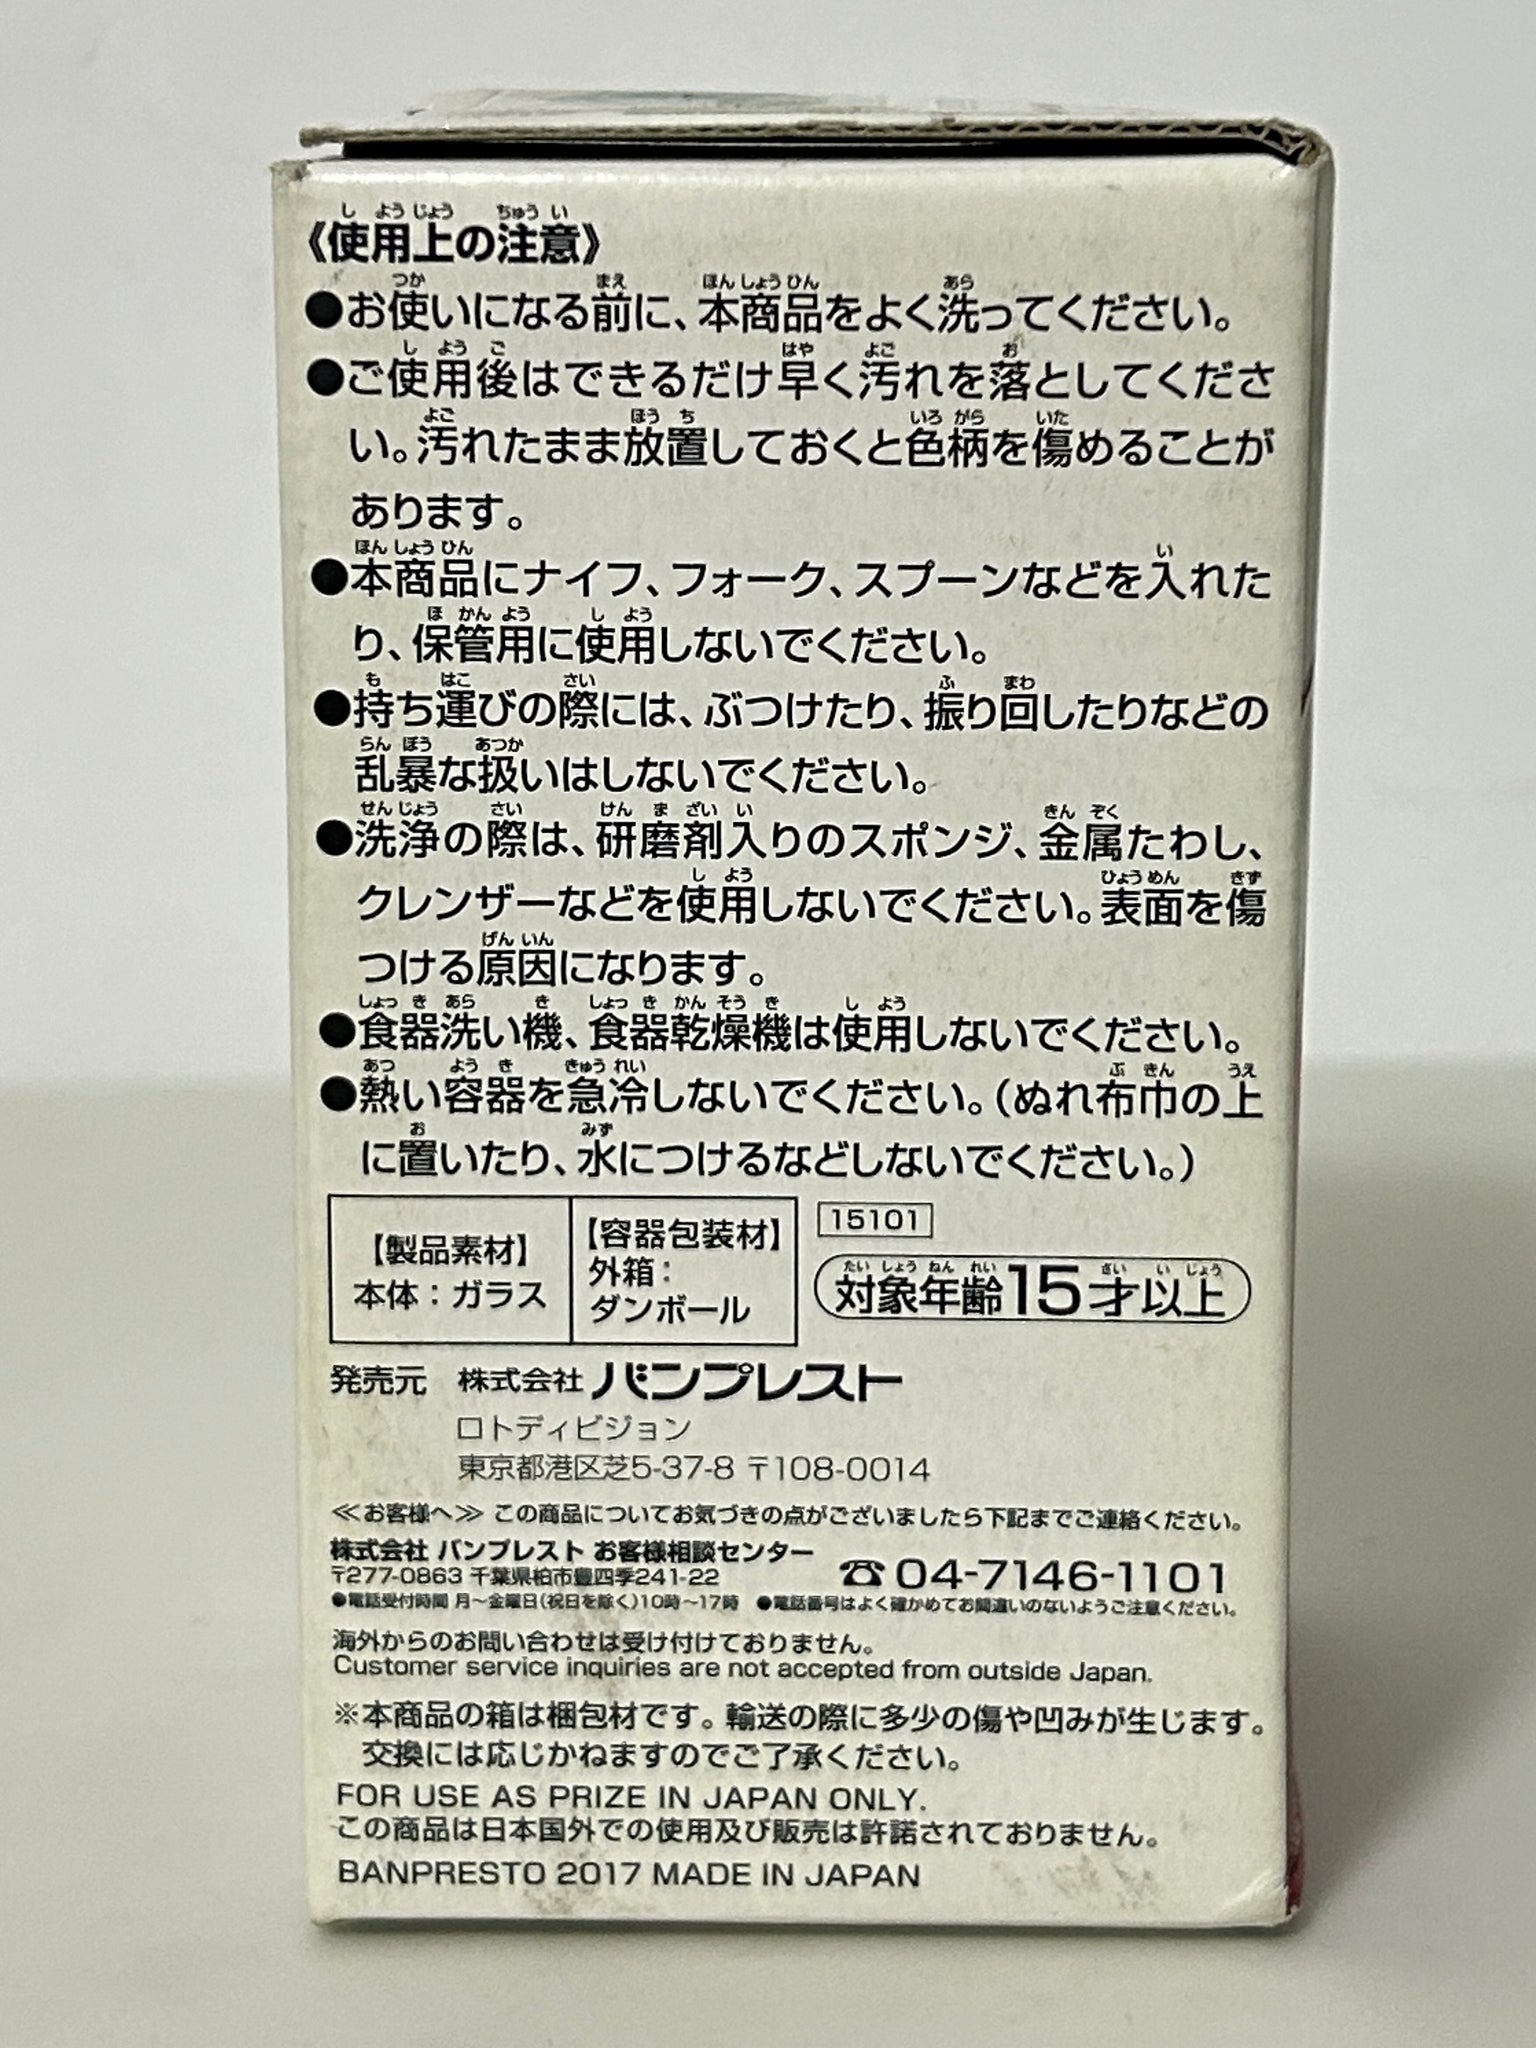 《使用上の注意》
●お使いになる前に、本商品をよく洗ってください。
●ご使用後はできるだけ早く汚れを落としてくださ
い。汚れたまま放置しておくと色柄を傷めることが
あります。
●本商品にナイフ、フォーク、スプーンなどを入れた
り、保管用に使用しないでください。
●持ち運びの際には、ぶつけたり、振り回したりなどの
乱暴な扱いはしないでください。
●洗浄の際は、研磨剤入りのスポンジ、金属たわし、
クレンザーなどを使用しないでください。表面を傷
つける原因になります。
●食器洗い機、食器乾燥機は使用しないでください。
●熱い容器を急冷しないでください。(ぬれ布巾の上
に置いたり、水につけるなどしないでください。)
【製品素材】
本体：ガラス
【容器包装材】
外箱：
ダンボール
15101
対象年齢15才以上
発売元 株式会社バンプレスト
ロトディビジョン
東京都港区芝5-37-8 〒108-0014
≪お客様へ≫ この商品についてお気づきの点がございましたら下記までご連絡ください。
株式会社 バンプレスト お客様相談センター
〒277-0863 千葉県柏市豊四季241-22
☎04-7146-1101
●電話受付時間 月～金曜日(祝日を除く)10時～17時 ●電話番号はよく確かめてお間違いのないようご注意ください。
海外からのお問い合わせは受け付けておりません。
Customer service inquiries are not accepted from outside Japan.
※本商品の箱は梱包材です。輸送の際に多少の傷や凹みが生じます。
交換には応じかねますのでご了承ください。
FOR USE AS PRIZE IN JAPAN ONLY.
この商品は日本国外での使用及び販売は許諾されておりません。
BANPRESTO 2017 MADE IN JAPAN